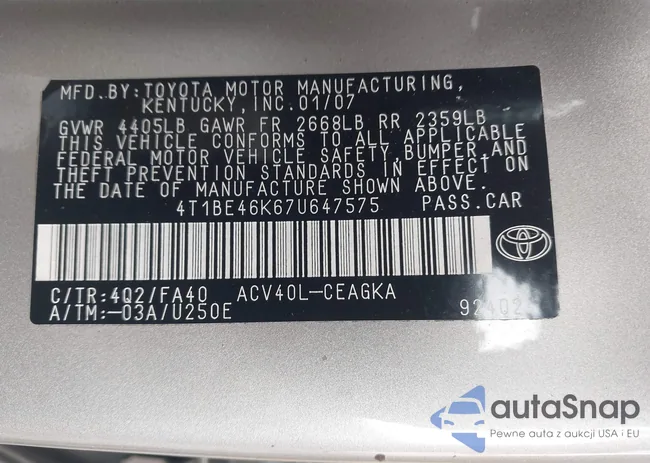 MFD.BY:TOYOTA MOTOR MANUFACTURING,
KENTUCKY,INC.01/07
GVWR 4405LB GAWR FR 2668LB RR 2359LB
THIS VEHICLE CONFORMS TO ALL APPLICABLE
FEDERAL MOTOR VEHICLE SAFETY,BUMPER,AND
THEFT PREVENTION STANDARDS IN EFFECT ON
THE DATE OF MANUFACTURE SHOWN ABOVE.
4T1BE46K67U647575 PASS.CAR
C/TR:4Q2/FA40 ACV40L-CEAGKA
A/TM:-03A/U250E
autoSnap
Pewne auta z aukcji USA i EU